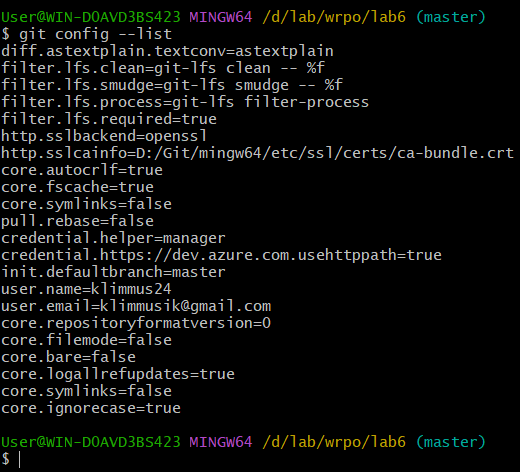 User@WIN-DOAVD3BS423 MINGW64 /d/lab/wrpo/lab6 (master)
$ git config --list
diff.astextplain.textconv=astextplain
filter.lfs.clean=git-lfs clean -- %f
filter.lfs.smudge=git-lfs smudge -- %f
filter.lfs.process=git-lfs filter-process
filter.lfs.required=true
http.sslbackend=openssl
http.sslcainfo=D:/Git/mingw64/etc/ssl/certs/ca-bundle.crt
core.autocrlf=true
core.fscache=true
core.symlinks=false
pull.rebase=false
credential.helper=manager
credential.https://dev.azure.com.usehttppath=true
init.defaultbranch=master
user.name=klimmus24
user.email=klimmusik@gmail.com
core.repositoryformatversion=0
core.filemode=false
core.bare=false
core.logallrefupdates=true
core.symlinks=false
core.ignorecase=true
User@WIN-DOAVD3BS423 MINGW64 /d/lab/wrpo/lab6 (master)
$